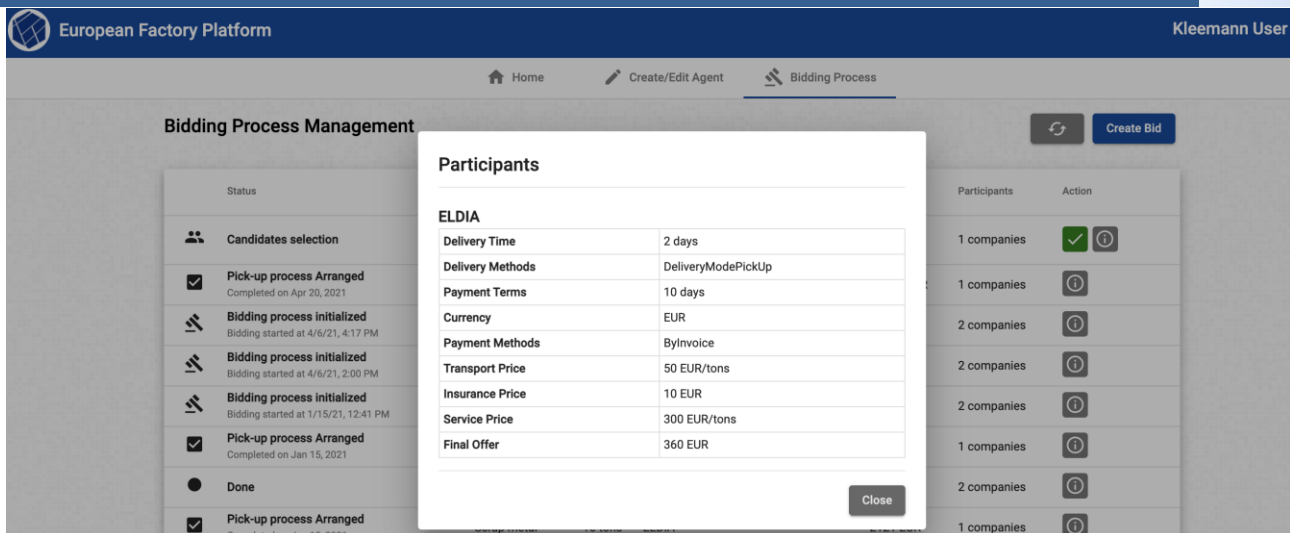 European Factory Platform
Kleemann User
Home Create/Edit Agent Bidding Process
Bidding Process Management
Create Bid
Status
Participants Action
Candidates selection
1 companies
Pick-up process Arranged
Completed on Apr 20, 2021
1 companies
Bidding process initialized
Bidding started at 4/6/21, 4:17 PM
2 companies
Bidding process initialized
Bidding started at 4/6/21, 2:00 PM
2 companies
Bidding process initialized
Bidding started at 1/15/21, 12:41 PM
2 companies
Pick-up process Arranged
Completed on Jan 15, 2021
1 companies
Done
2 companies
Pick-up process Arranged
1 companies
Participants
ELDIA
Delivery Time 2 days
Delivery Methods DeliveryModePickUp
Payment Terms 10 days
Currency EUR
Payment Methods ByInvoice
Transport Price 50 EUR/tons
Insurance Price 10 EUR
Service Price 300 EUR/tons
Final Offer 360 EUR
Close